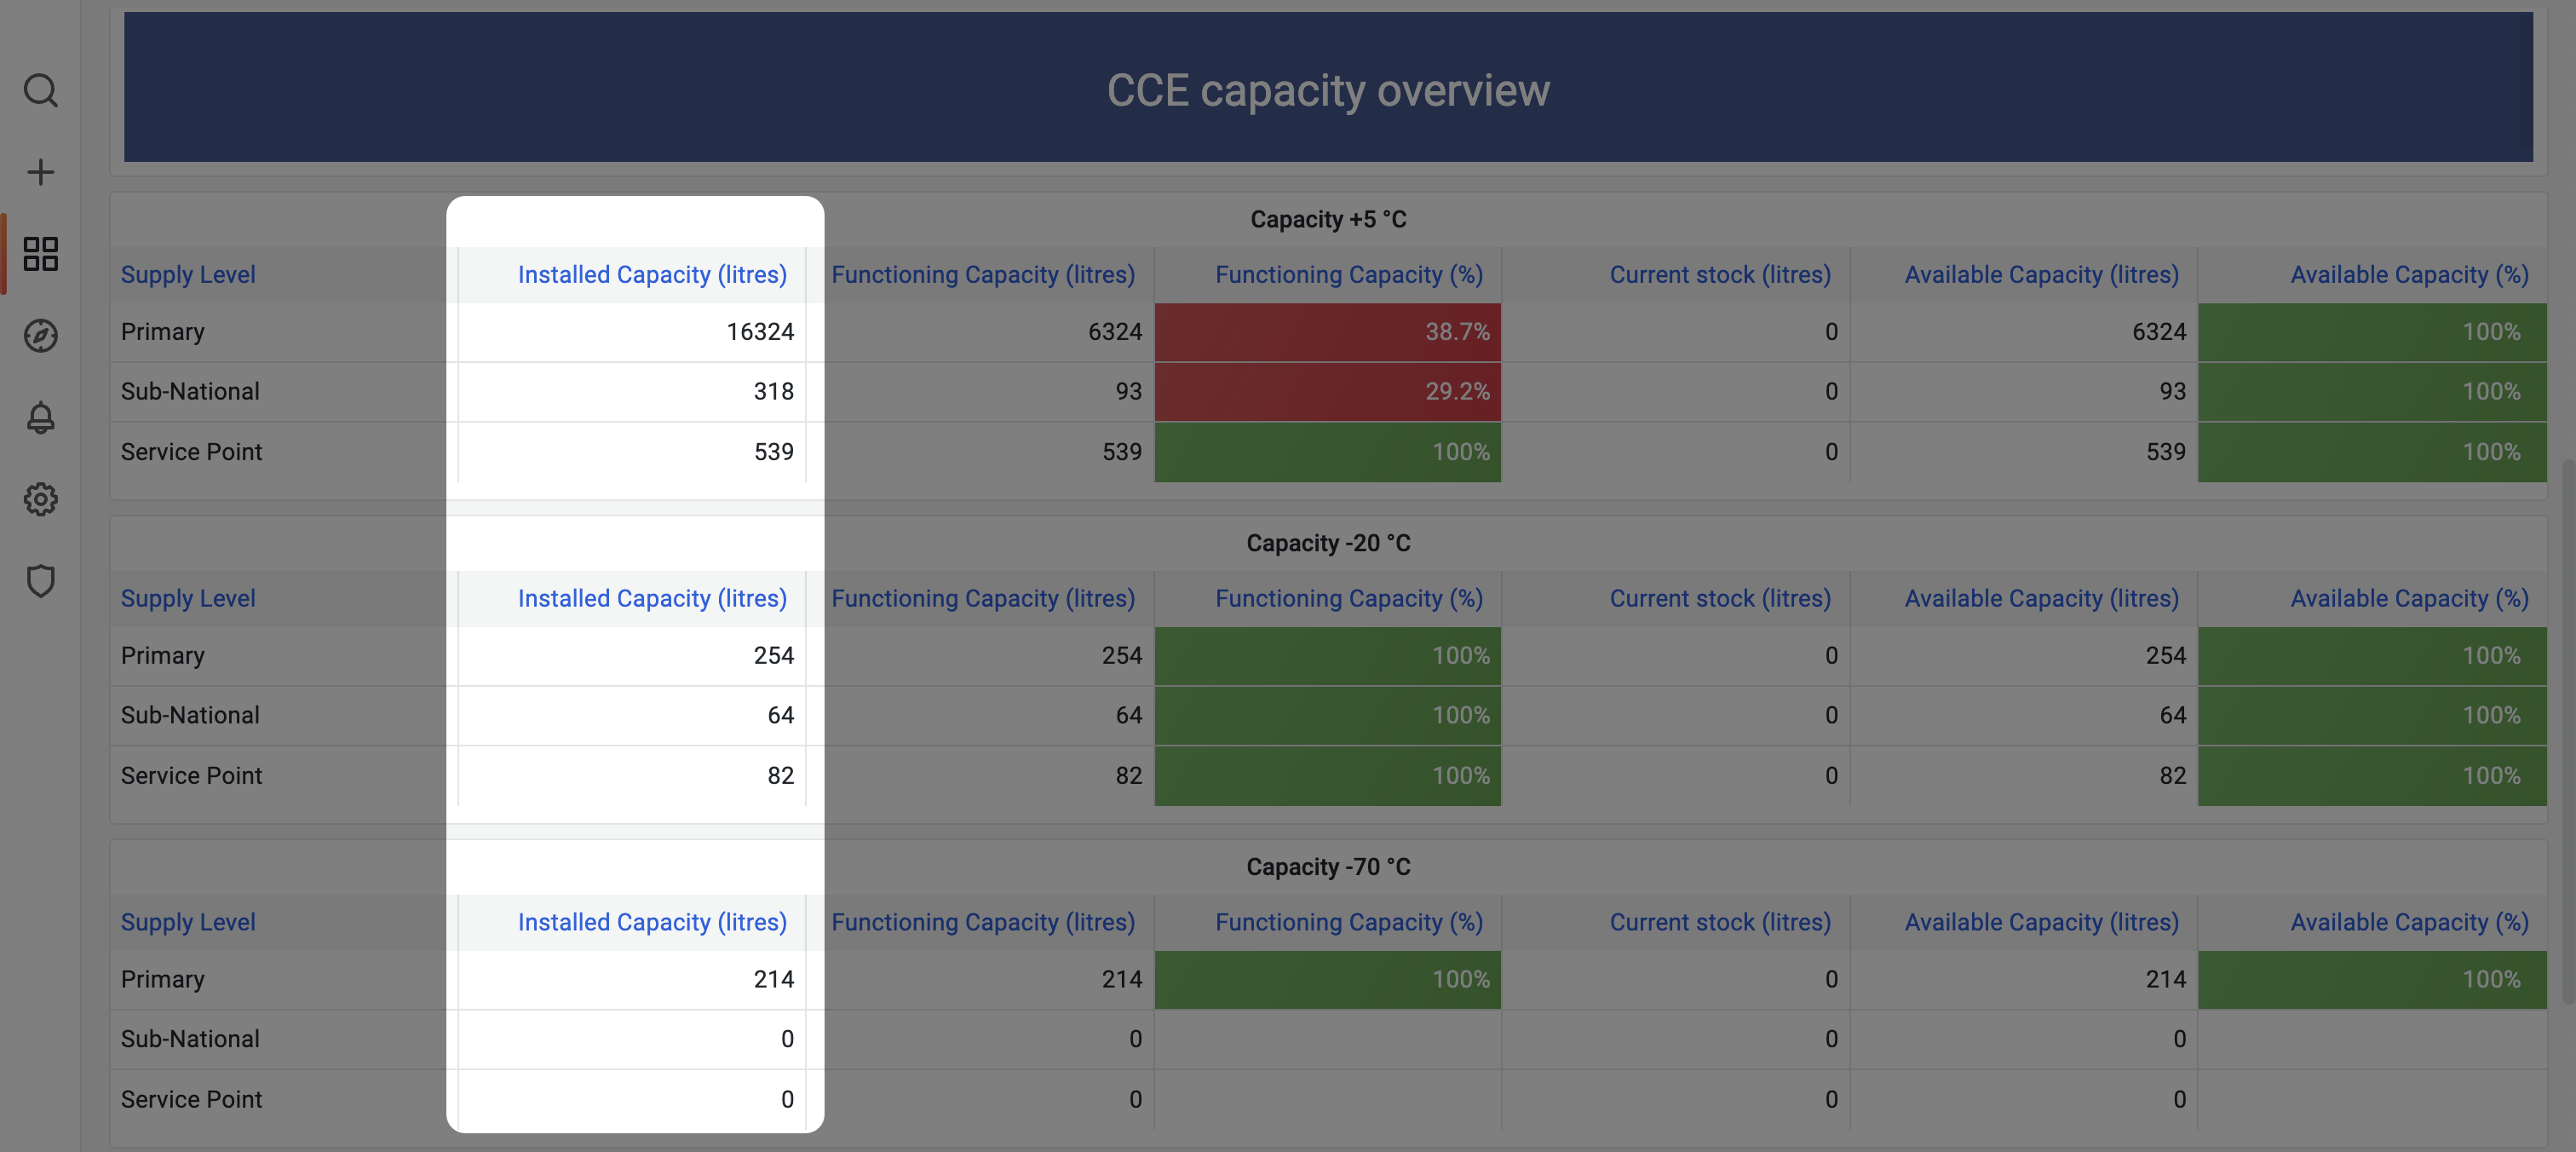 CCE capacity overview
Capacity +5 °C
Supply Level Installed Capacity (litres) Functioning Capacity (litres) Functioning Capacity (%) Current stock (litres) Available Capacity (litres) Available Capacity (%)
Primary 16324 6324 38.7% 0 6324 100%
Sub-National 318 93 29.2% 0 93 100%
Service Point 539 539 100% 0 539 100%
Capacity -20 °C
Supply Level Installed Capacity (litres) Functioning Capacity (litres) Functioning Capacity (%) Current stock (litres) Available Capacity (litres) Available Capacity (%)
Primary 254 254 100% 0 254 100%
Sub-National 64 64 100% 0 64 100%
Service Point 82 82 100% 0 82 100%
Capacity -70 °C
Supply Level Installed Capacity (litres) Functioning Capacity (litres) Functioning Capacity (%) Current stock (litres) Available Capacity (litres) Available Capacity (%)
Primary 214 214 100% 0 214 100%
Sub-National 0 0 0 0
Service Point 0 0 0 0